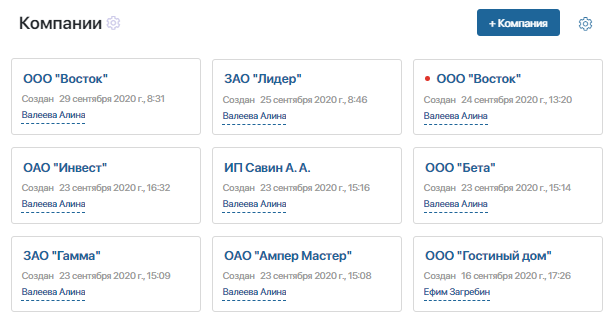 Компании
+ Компания
ООО "Восток"
Создан 29 сентября 2020 г., 8:31
Валеева Алина
ЗАО "Лидер"
Создан 25 сентября 2020 г., 8:46
Валеева Алина
ООО "Восток"
Создан 24 сентября 2020 г., 13:20
Валеева Алина
ОАО "Инвест"
Создан 23 сентября 2020 г., 16:32
Валеева Алина
ИП Савин А. А.
Создан 23 сентября 2020 г., 15:16
Валеева Алина
ООО "Бета"
Создан 23 сентября 2020 г., 15:14
Валеева Алина
ЗАО "Гамма"
Создан 23 сентября 2020 г., 15:09
Валеева Алина
ОАО "Ампер Мастер"
Создан 23 сентября 2020 г., 15:08
Валеева Алина
ООО "Гостиный дом"
Создан 16 сентября 2020 г., 17:26
Ефим Загребин